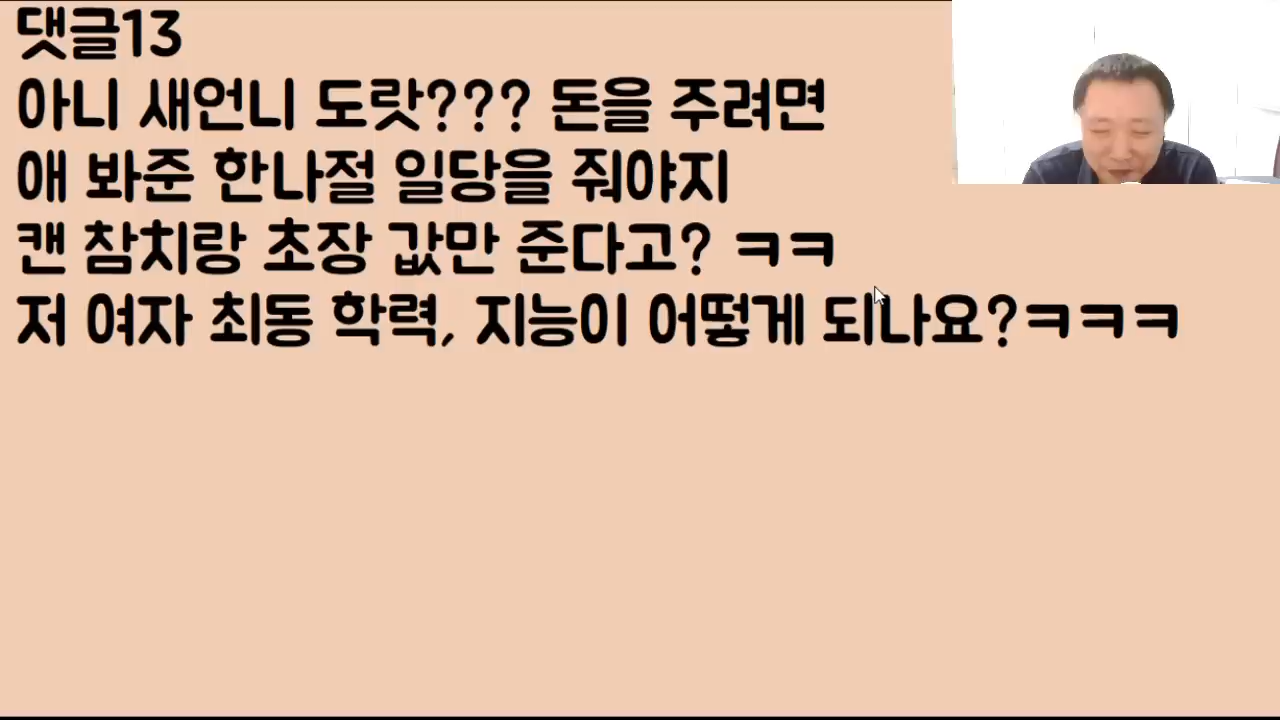 댓글13
아니 새언니 도랏??? 돈을 주려면
애 봐준 한나절 일당을 줘야지
캔 참치랑 초장 값만 준다고? ㅋㅋ
저 여자 최동 학력, 지능이 어떻게 되나요?ㅋㅋㅋ